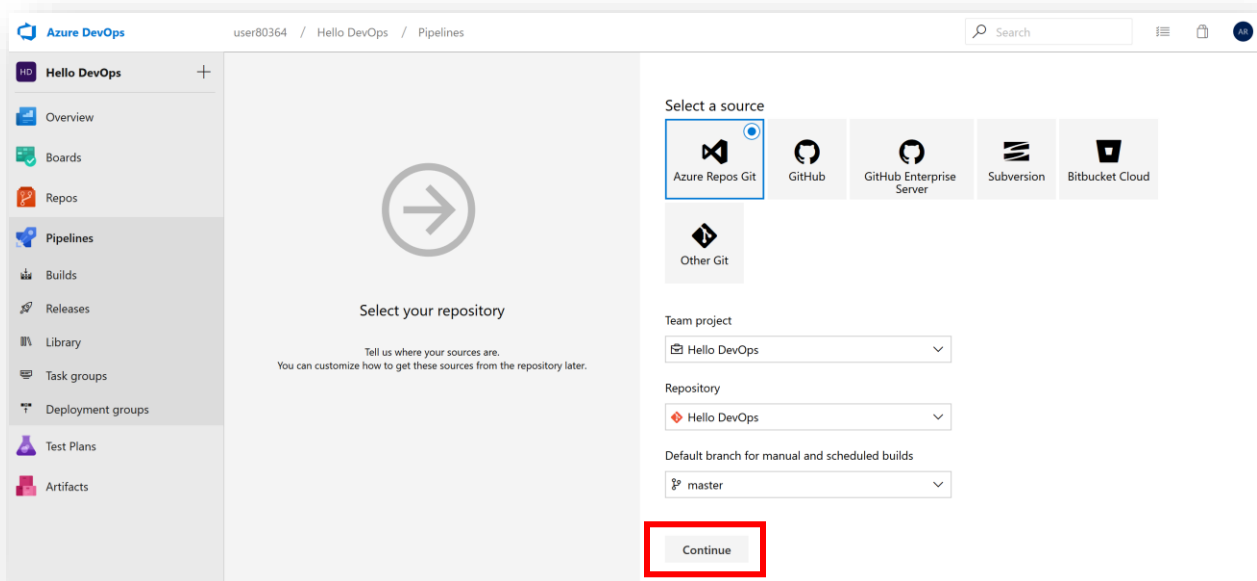 Azure DevOps
user80364 / Hello DevOps / Pipelines
Search
AR
HD
Hello DevOps
Overview
Boards
Repos
Pipelines
Builds
Releases
Library
Task groups
Deployment groups
Test Plans
Artifacts
Select your repository
Tell us where your sources are.
You can customize how to get these sources from the repository later.
Select a source
Azure Repos Git
GitHub
GitHub Enterprise
Server
Subversion
Bitbucket Cloud
Other Git
Team project
Hello DevOps
Repository
Hello DevOps
Default branch for manual and scheduled builds
master
Continue